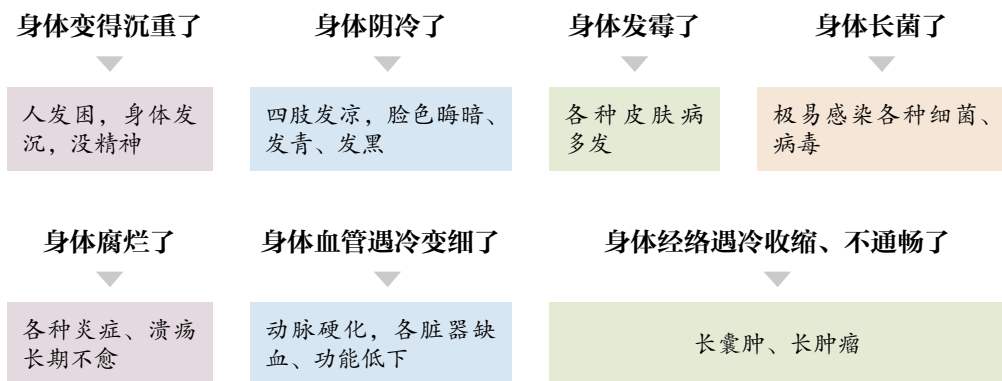 身体变得沉重了
身体阴冷了
身体发霉了
身体长菌了
人发困，身体发
沉，没精神
四肢发凉，脸色晦暗、
发青、发黑
各种皮肤病
多发
极易感染各种细菌、
病毒
身体腐烂了
身体血管遇冷变细了
身体经络遇冷收缩、不通畅了
各种炎症、溃疡
长期不愈
动脉硬化，各脏器缺
血、功能低下
长囊肿、长肿瘤